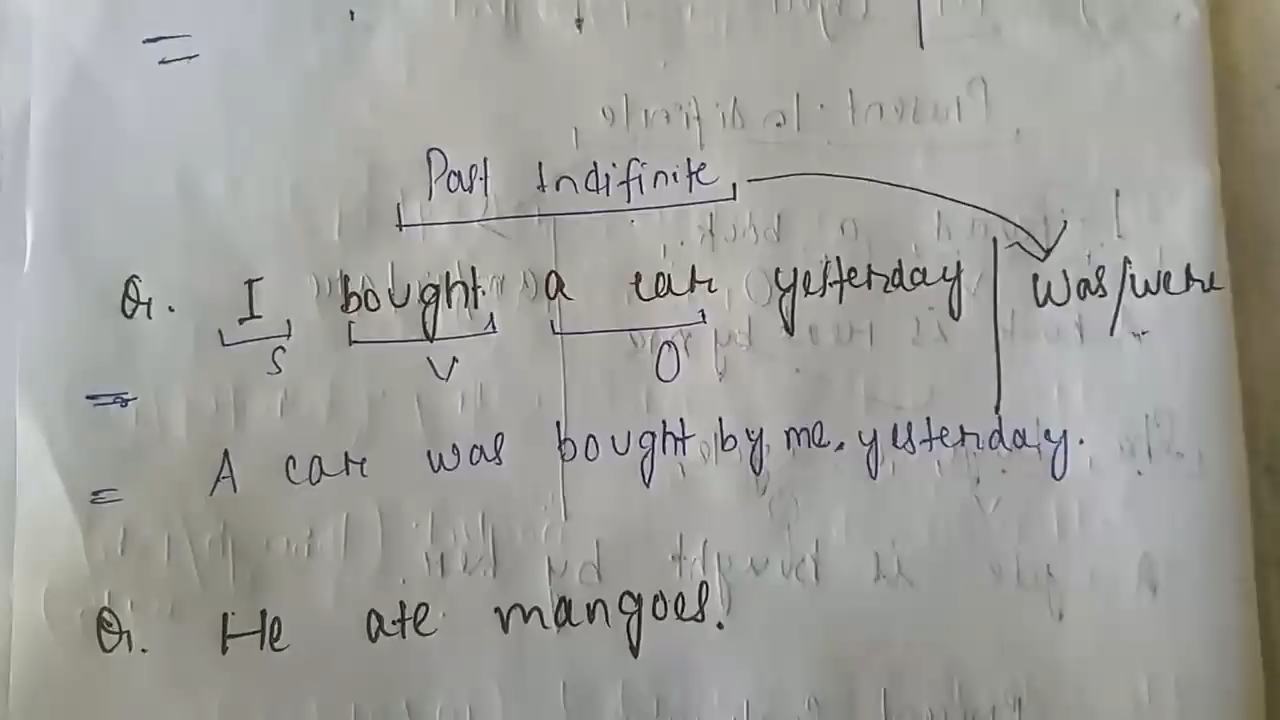 =
Past Indifinite
Q. I bought a car yesterday | was/were
S V O
=
A car was bought by me. yesterday.
=
Q. He ate mangoes.